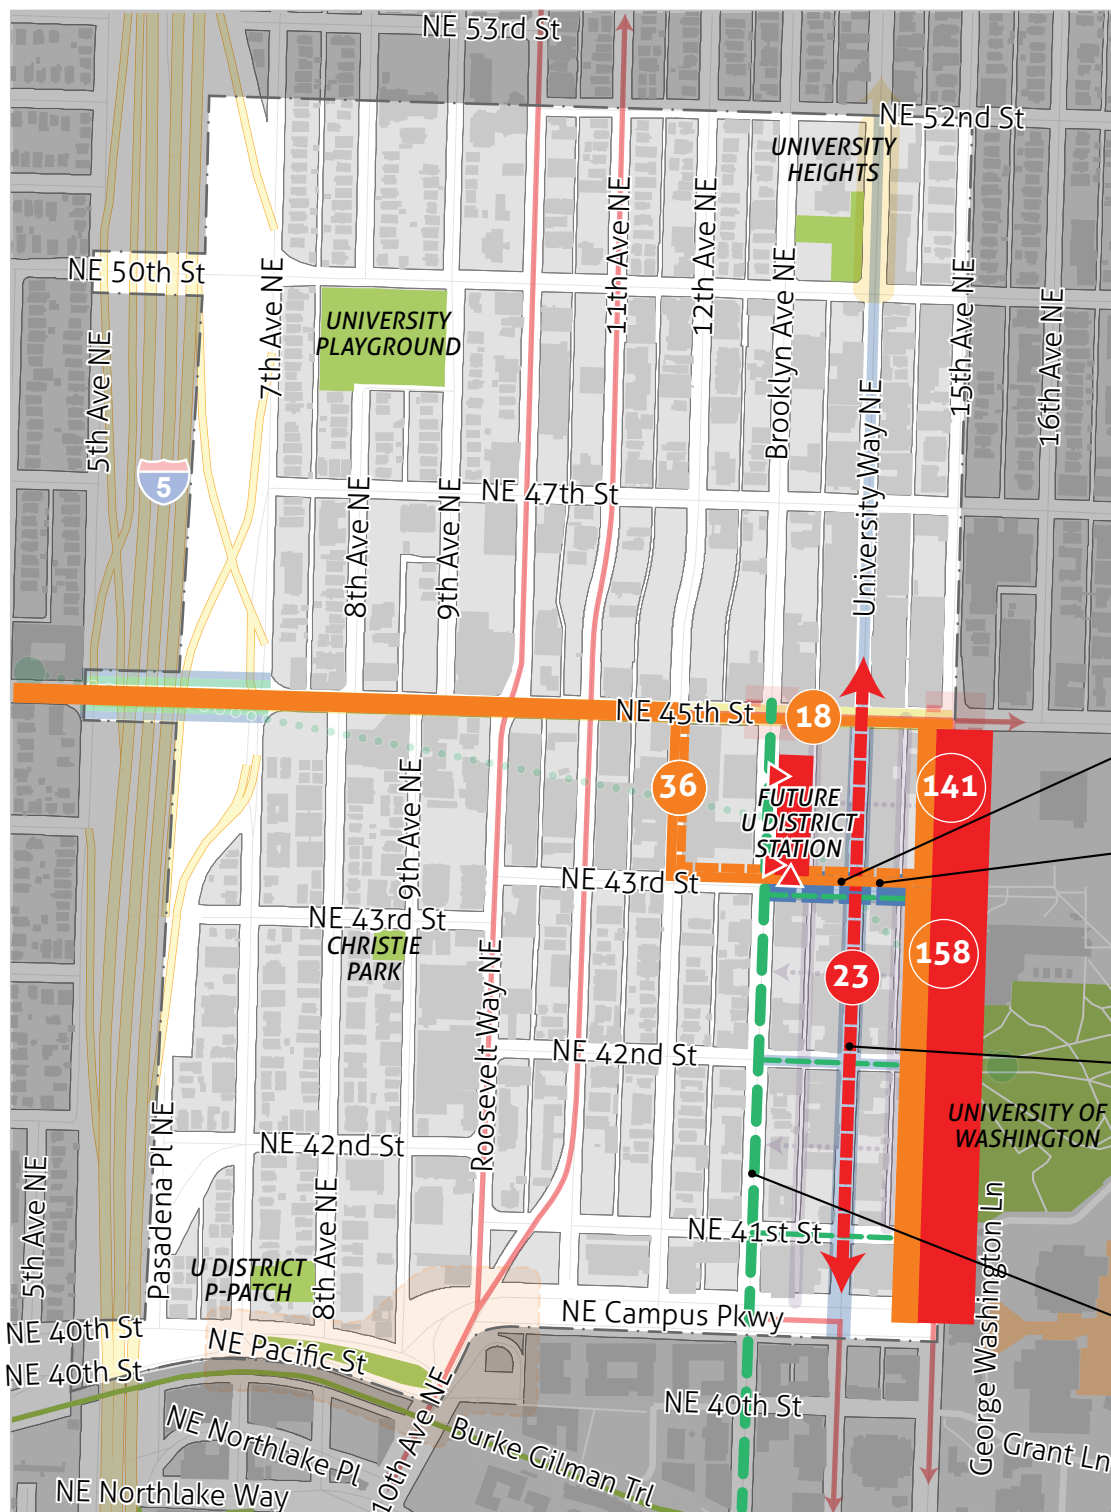 NE 53rd St
NE 52nd St
UNIVERSITY
HEIGHTS
11th Ave NE
12th Ave NE
NE 50th St
7th Ave NE
Brooklyn Ave NE
15th Ave NE
16th Ave NE
UNIVERSITY
PLAYGROUND
5th Ave NE
University Way NE
5
NE 47th St
8th Ave NE
9th Ave NE
NE 45th St
18
36
141
FUTURE
U DISTRICT
STATION
9th Ave NE
NE 43rd St
NE 43rd St
CHRISTIE
PARK
158
23
Roosevelt Way NE
NE 42nd St
UNIVERSITY OF
WASHINGTON
NE 42nd St
Pasadena Pl NE
5th Ave NE
8th Ave NE
NE 41st St
U DISTRICT
P-PATCH
George Washington Ln
NE Campus Pkwy
NE 40th St
NE Pacific St
NE 40th St
10th Ave NE
NE 40th St
NE Northlake Pl
Burke Gilman Trl
Grant Ln
NE Northlake Way